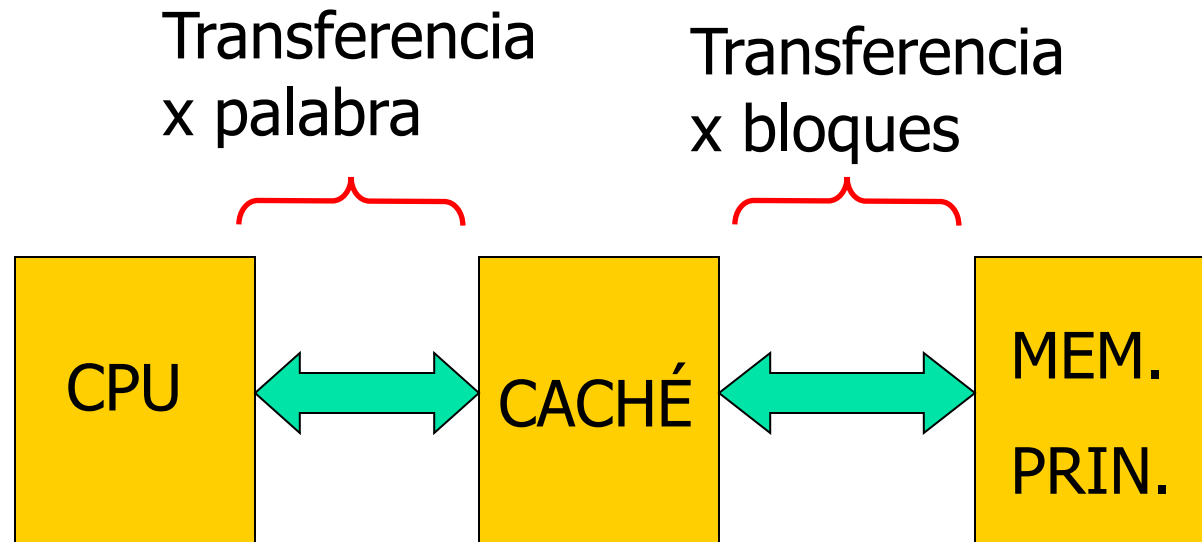 Transferencia
x palabra
Transferencia
x bloques
CPU
CACHÉ
MEM.
PRIN.